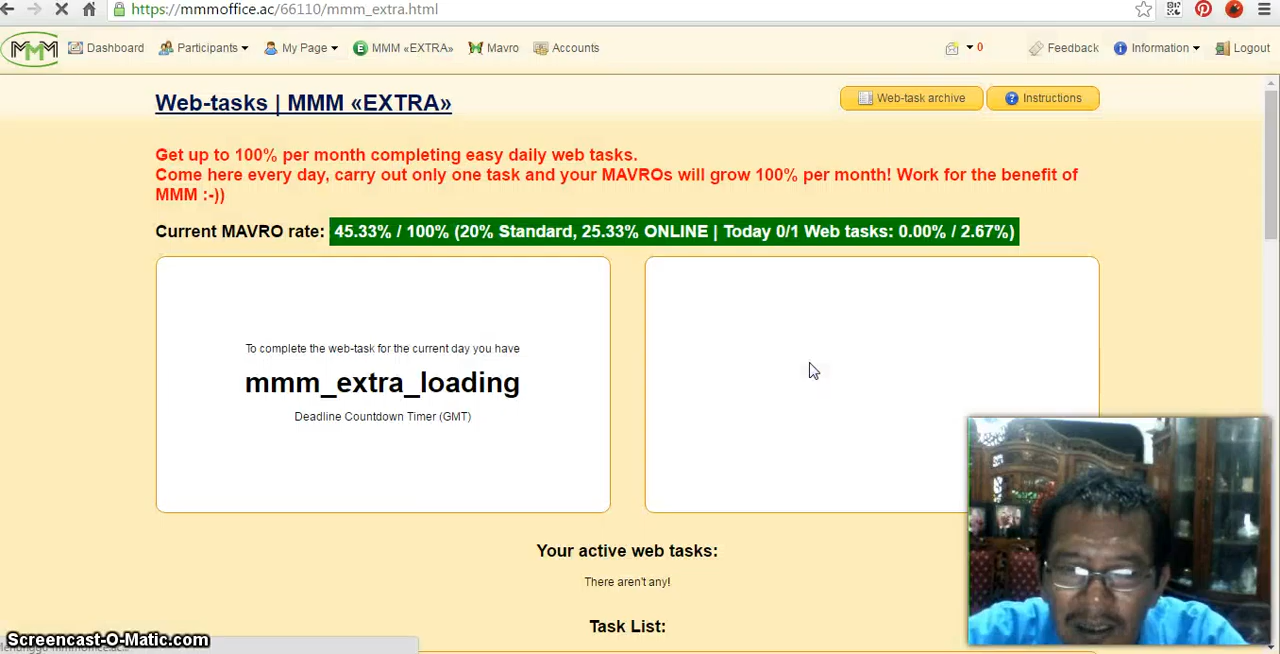 https://mmmoffice.ac/66110/mmm_extra.html
MMM Dashboard Participants My Page MMM «EXTRA» Mavro Accounts 0 Feedback Information Logout
Web-tasks | MMM «EXTRA» Web-task archive Instructions
Get up to 100% per month completing easy daily web tasks.
Come here every day, carry out only one task and your MAVROs will grow 100% per month! Work for the benefit of
MMM :-))
Current MAVRO rate: 45.33% / 100% (20% Standard, 25.33% ONLINE | Today 0/1 Web tasks: 0.00% / 2.67%)
To complete the web-task for the current day you have
mmm_extra_loading
Deadline Countdown Timer (GMT)
Your active web tasks:
There aren't any!
Task List:
Screencast-O-Matic.com